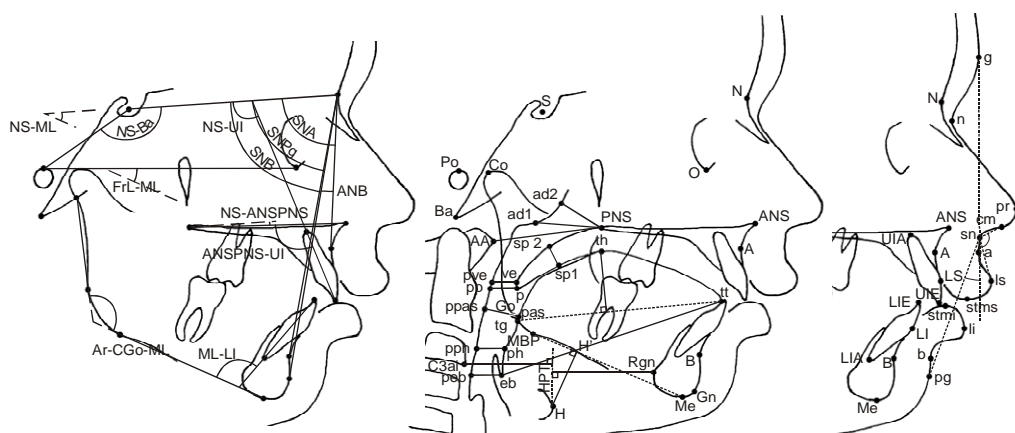 NS-ML
NS-Ba
NS-UI
SNA
SNPg
SNB
ANB
FrL-ML
NS-ANSPNS
ANSPNS-UI
Ar-CGo-ML
ML-LI
S
N
Po
Co
O
Ba
ad2
ad1
PNS
ANS
AA
sp 2
th
A
sp1
pve
ve
pp
p
ppas
Go
pas
tt
tg
MBP
pph
ph
H'
C3ai
peb
eb
HPTh
Rgn
B
Gn
Me
H
g
N
n
pr
ANS
cm
sn
UIA
A
a
LS
ls
LIE
UIE
stms
stmi
LI
li
LIA
B
b
pg
Me